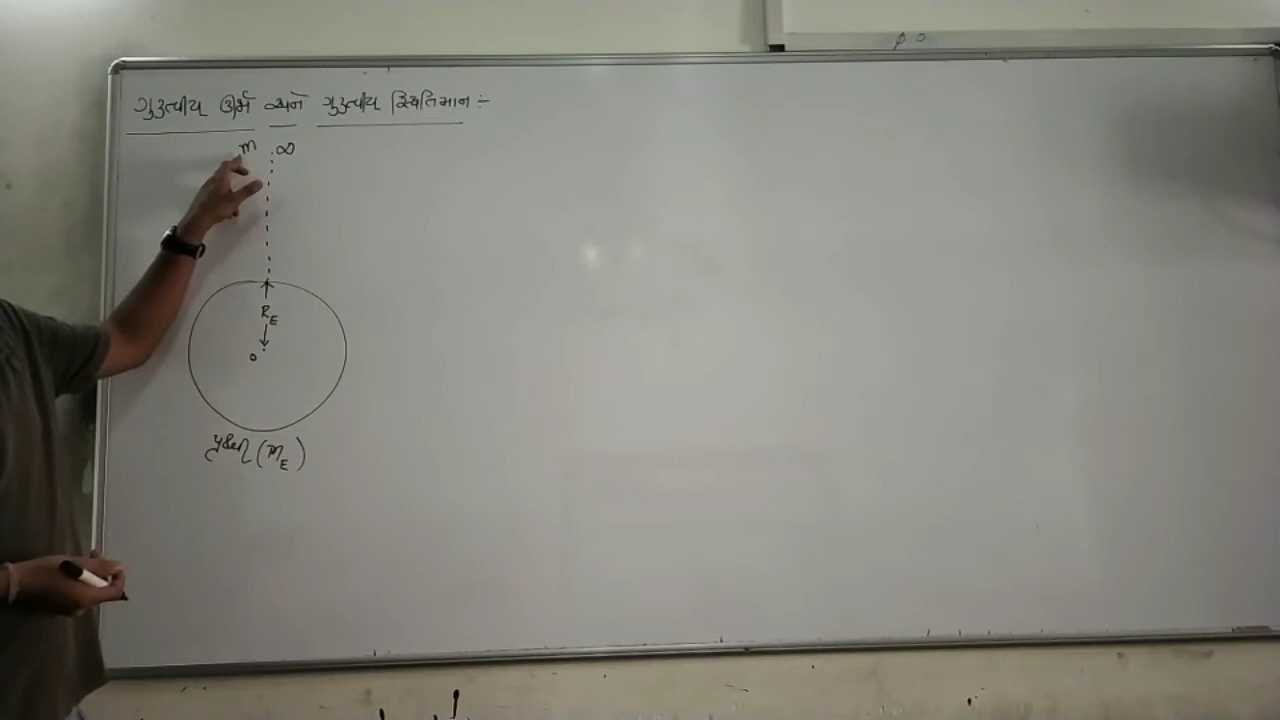 ગુરુત્વીય ઊર્જા અને ગુરુત્વીય સ્થિતિમાન :-
m ∞
R_E
O
પૃથ્વી (M_E)